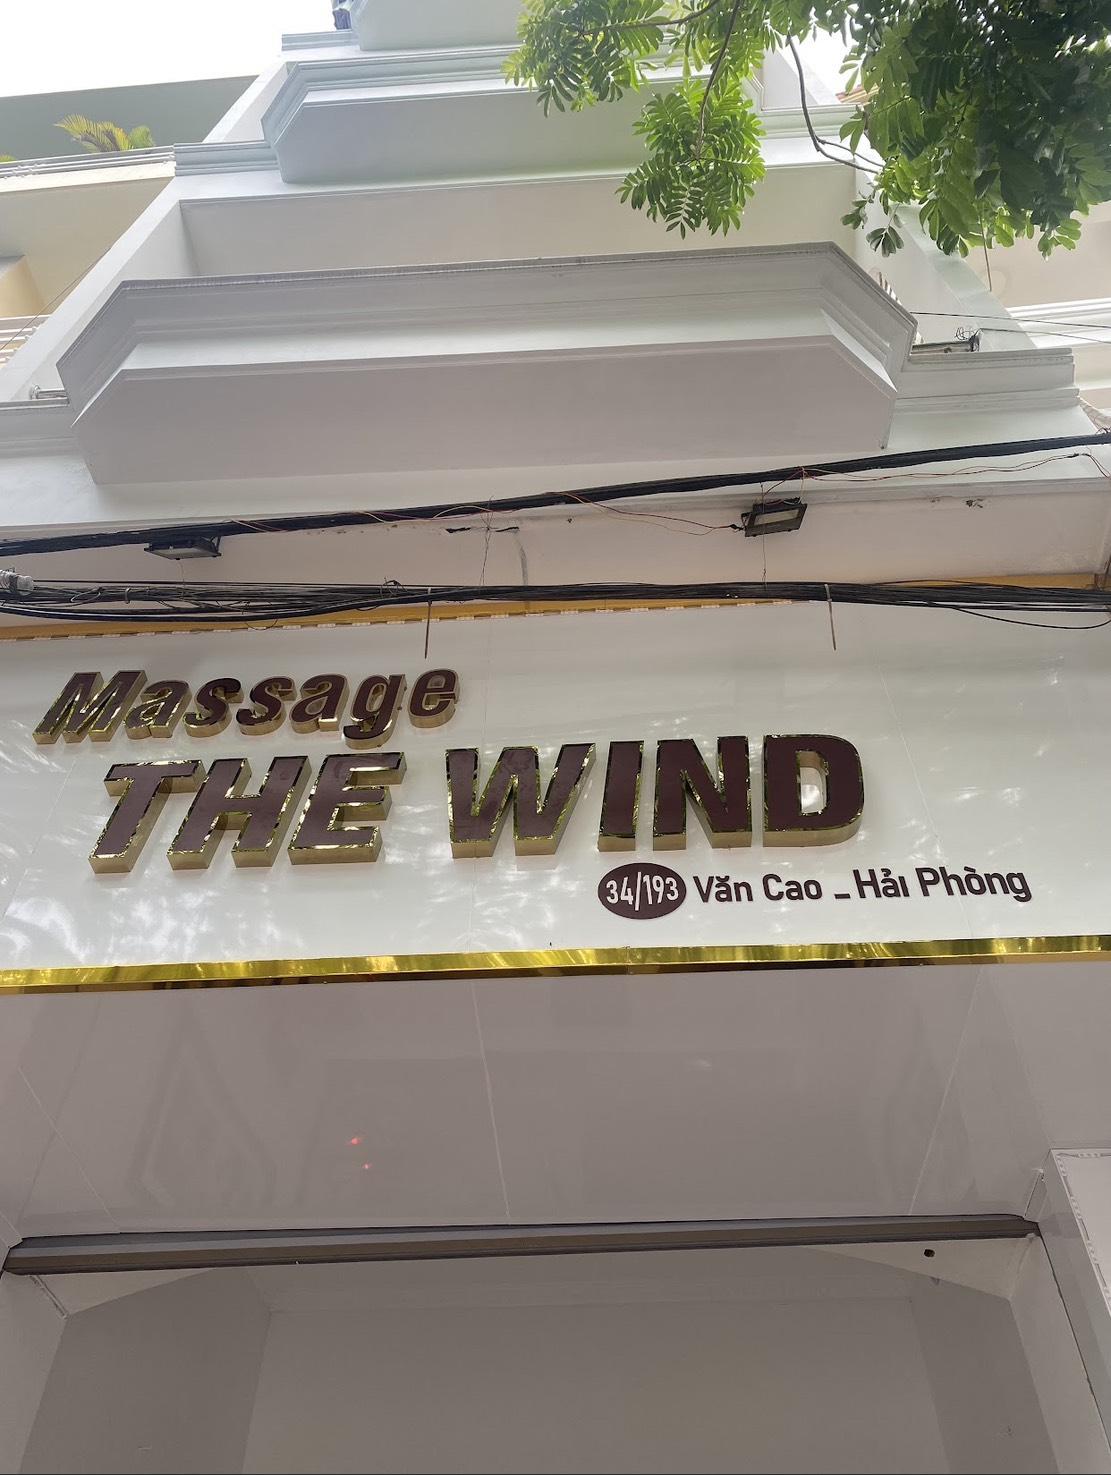 Massage
THE WIND
34/193 Văn Cao _ Hải Phòng